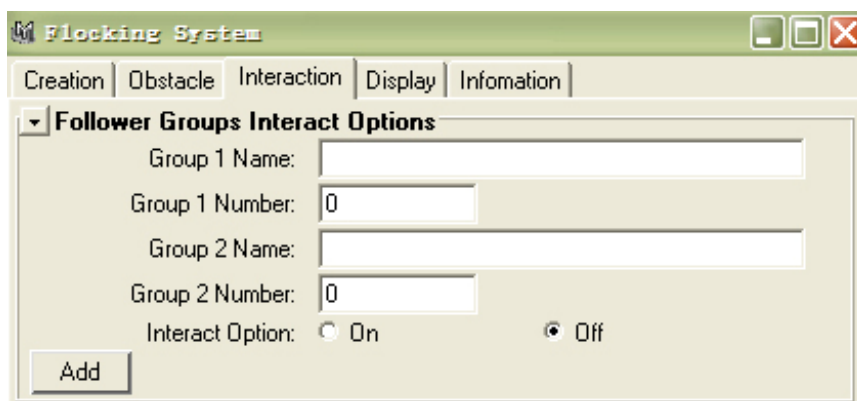 Flocking System
Creation Obstacle Interaction Display Infomation
Follower Groups Interact Options
Group 1 Name:
Group 1 Number: 0
Group 2 Name:
Group 2 Number: 0
Interact Option: On Off
Add